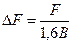 ΔF = F / 1,6B